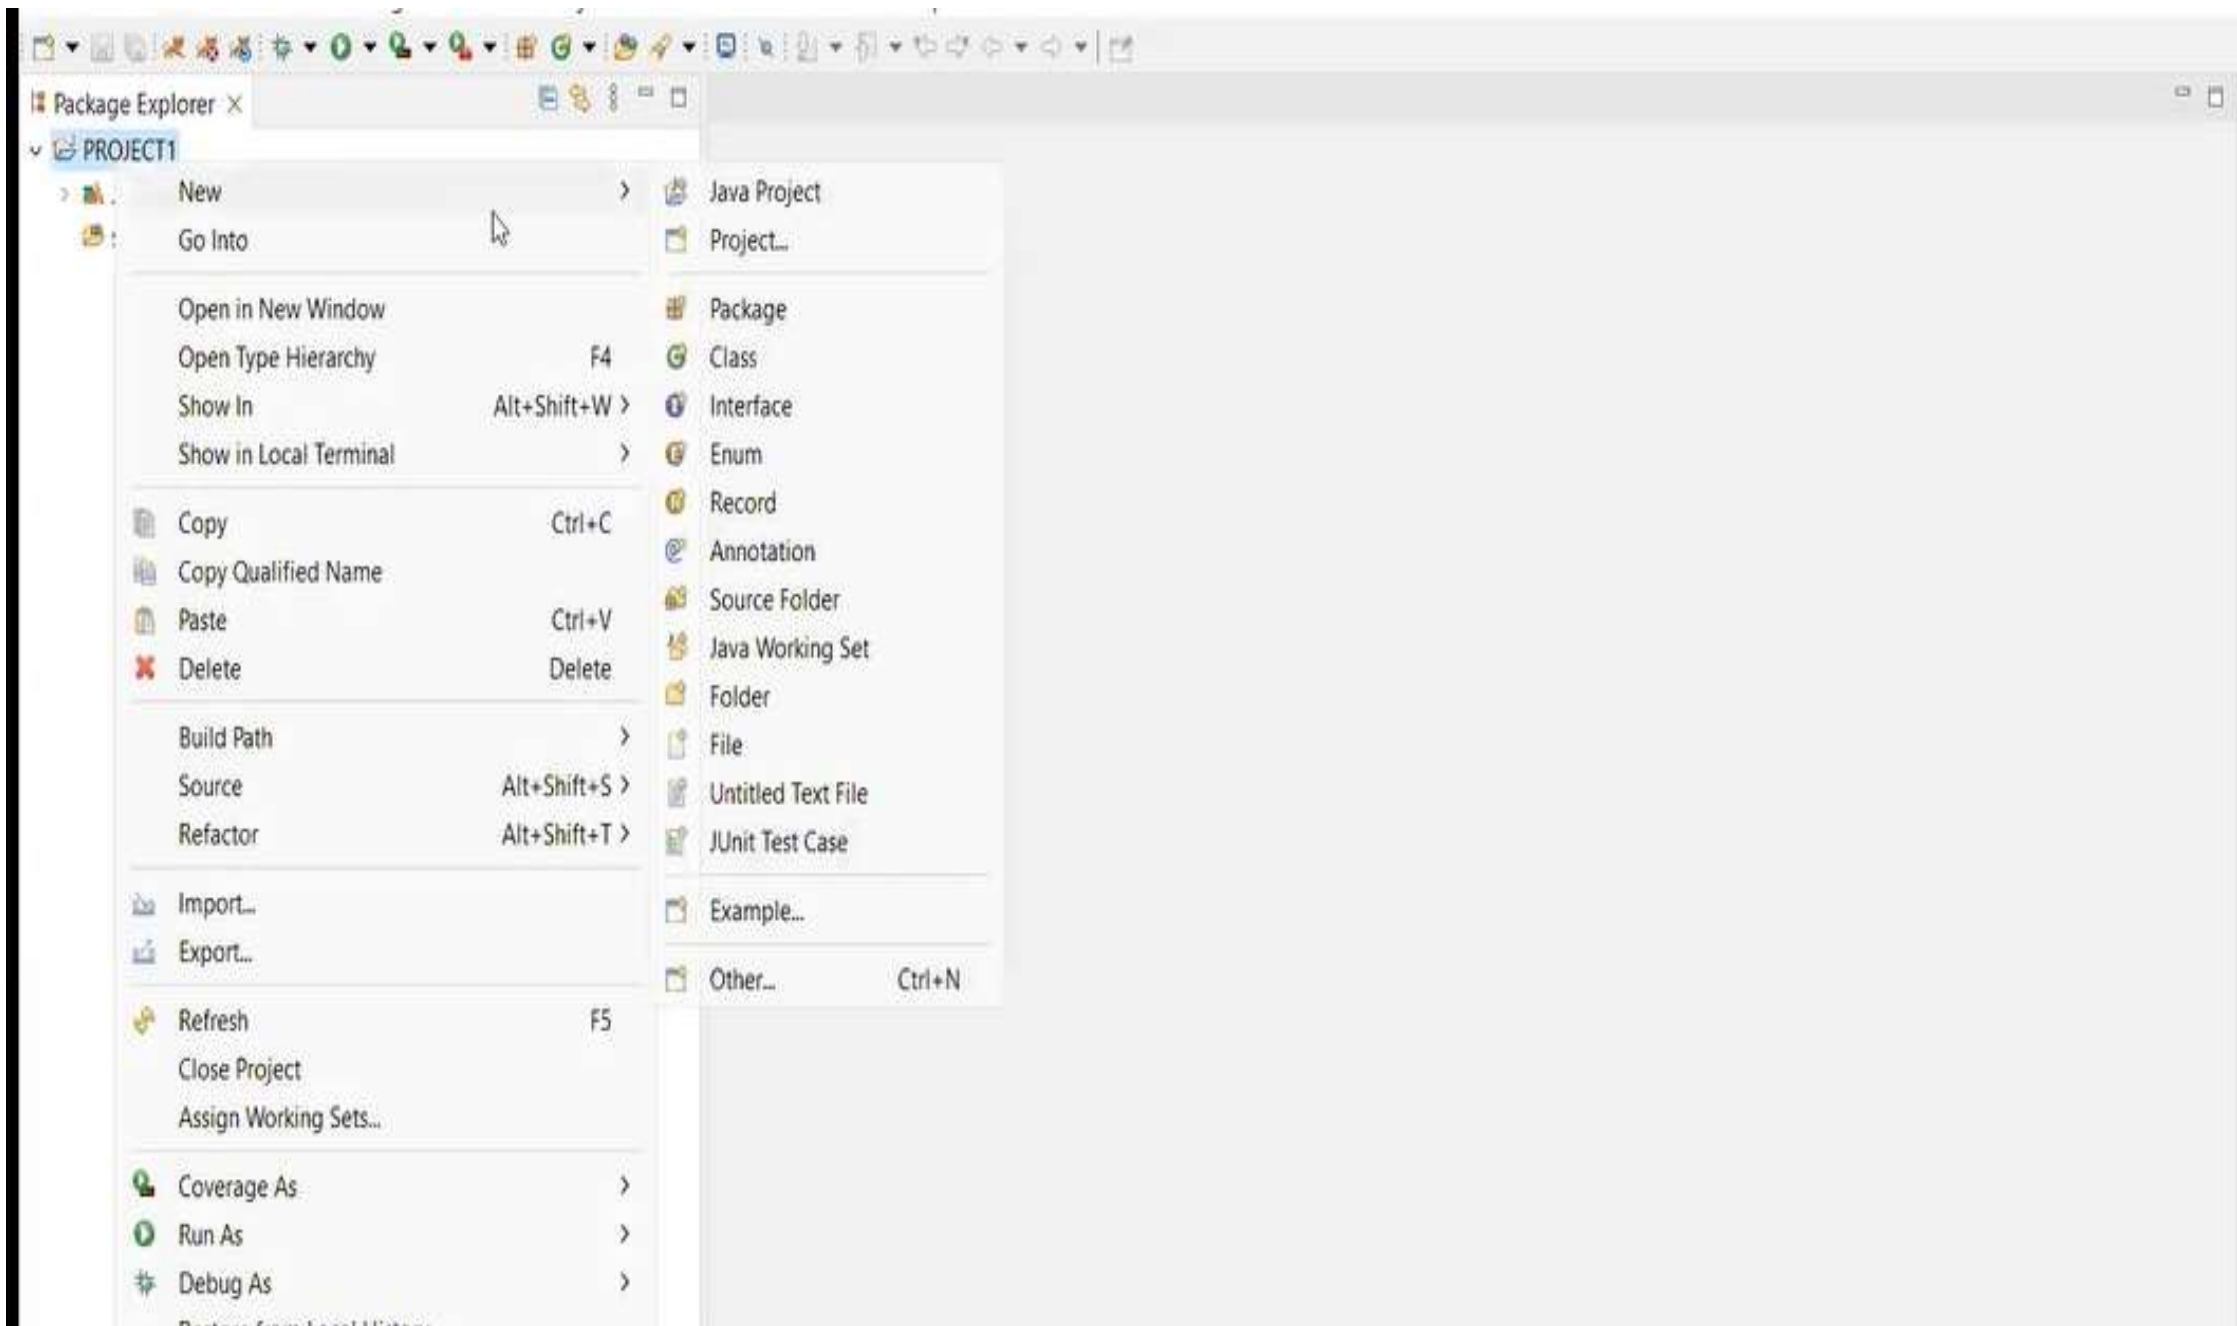 Package Explorer
PROJECT1
New
Go Into
Open in New Window
Open Type Hierarchy F4
Show In Alt+Shift+W
Show in Local Terminal
Copy Ctrl+C
Copy Qualified Name
Paste Ctrl+V
Delete Delete
Build Path
Source Alt+Shift+S
Refactor Alt+Shift+T
Import...
Export...
Refresh F5
Close Project
Assign Working Sets...
Coverage As
Run As
Debug As
Java Project
Project...
Package
Class
Interface
Enum
Record
Annotation
Source Folder
Java Working Set
Folder
File
Untitled Text File
JUnit Test Case
Example...
Other... Ctrl+N